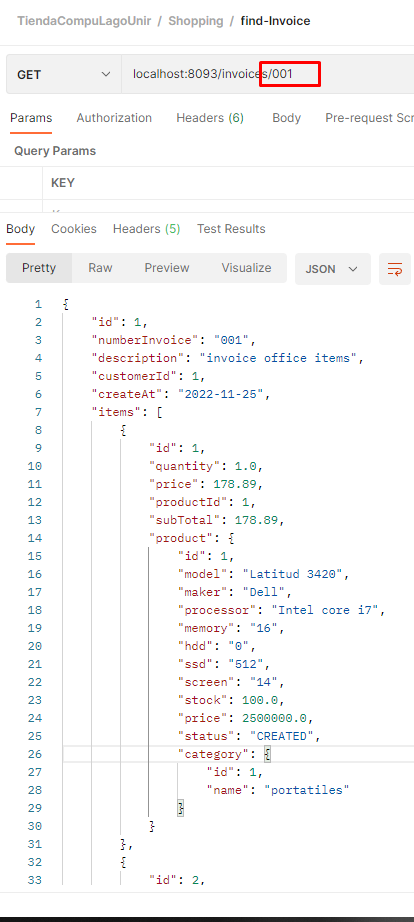 TiendaCompuLagoUnir / Shopping / find-Invoice
GET localhost:8093/invoices/001
Params Authorization Headers (6) Body Pre-request Scr
Query Params
KEY
Body Cookies Headers (5) Test Results
Pretty Raw Preview Visualize JSON
1 {
2 "id": 1,
3 "numberInvoice": "001",
4 "description": "invoice office items",
5 "customerId": 1,
6 "createAt": "2022-11-25",
7 "items": [
8 {
9 "id": 1,
10 "quantity": 1.0,
11 "price": 178.89,
12 "productId": 1,
13 "subTotal": 178.89,
14 "product": {
15 "id": 1,
16 "model": "Latitud 3420",
17 "maker": "Dell",
18 "processor": "Intel core i7",
19 "memory": "16",
20 "hdd": "0",
21 "ssd": "512",
22 "screen": "14",
23 "stock": 100.0,
24 "price": 2500000.0,
25 "status": "CREATED",
26 "category": {
27 "id": 1,
28 "name": "portatiles"
29 }
30 }
31 },
32 {
33 "id": 2,